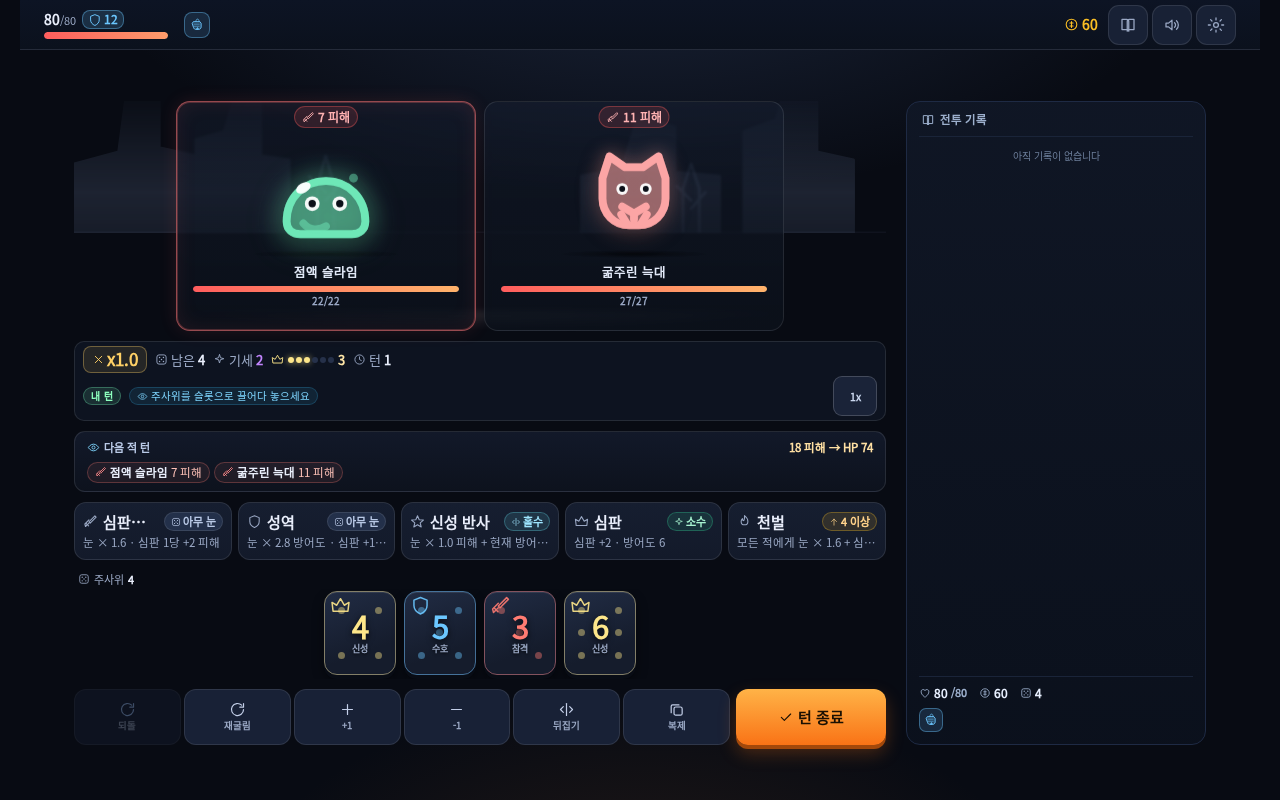 80/80 12
60
7 피해
11 피해
점액 슬라임
22/22
굶주린 늑대
27/27
전투 기록
아직 기록이 없습니다
x1.0 남은 4 기세 2 3 턴 1
내 턴 주사위를 슬롯으로 끌어다 놓으세요
1x
다음 적 턴
18 피해 → HP 74
점액 슬라임 7 피해 굶주린 늑대 11 피해
심판… 아무 눈
눈 × 1.6 · 심판 1당 +2 피해
성역 아무 눈
눈 × 2.8 방어도 · 심판 +1…
신성 반사 홀수
눈 × 1.0 피해 + 현재 방어…
심판 소수
심판 +2 · 방어도 6
천벌 4 이상
모든 적에게 눈 × 1.6 + 심…
주사위 4
4
신성
5
수호
3
참격
6
신성
되돌
재굴림
+1
-1
뒤집기
복제
턴 종료
80 /80 60 4